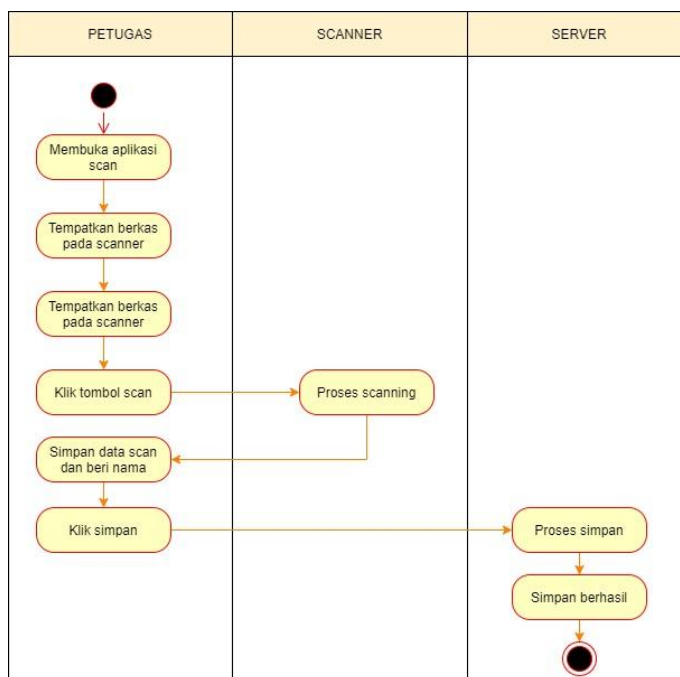 PETUGAS
SCANNER
SERVER
Membuka aplikasi
scan
Tempatkan berkas
pada scanner
Tempatkan berkas
pada scanner
Klik tombol scan
Proses scanning
Simpan data scan
dan beri nama
Klik simpan
Proses simpan
Simpan berhasil